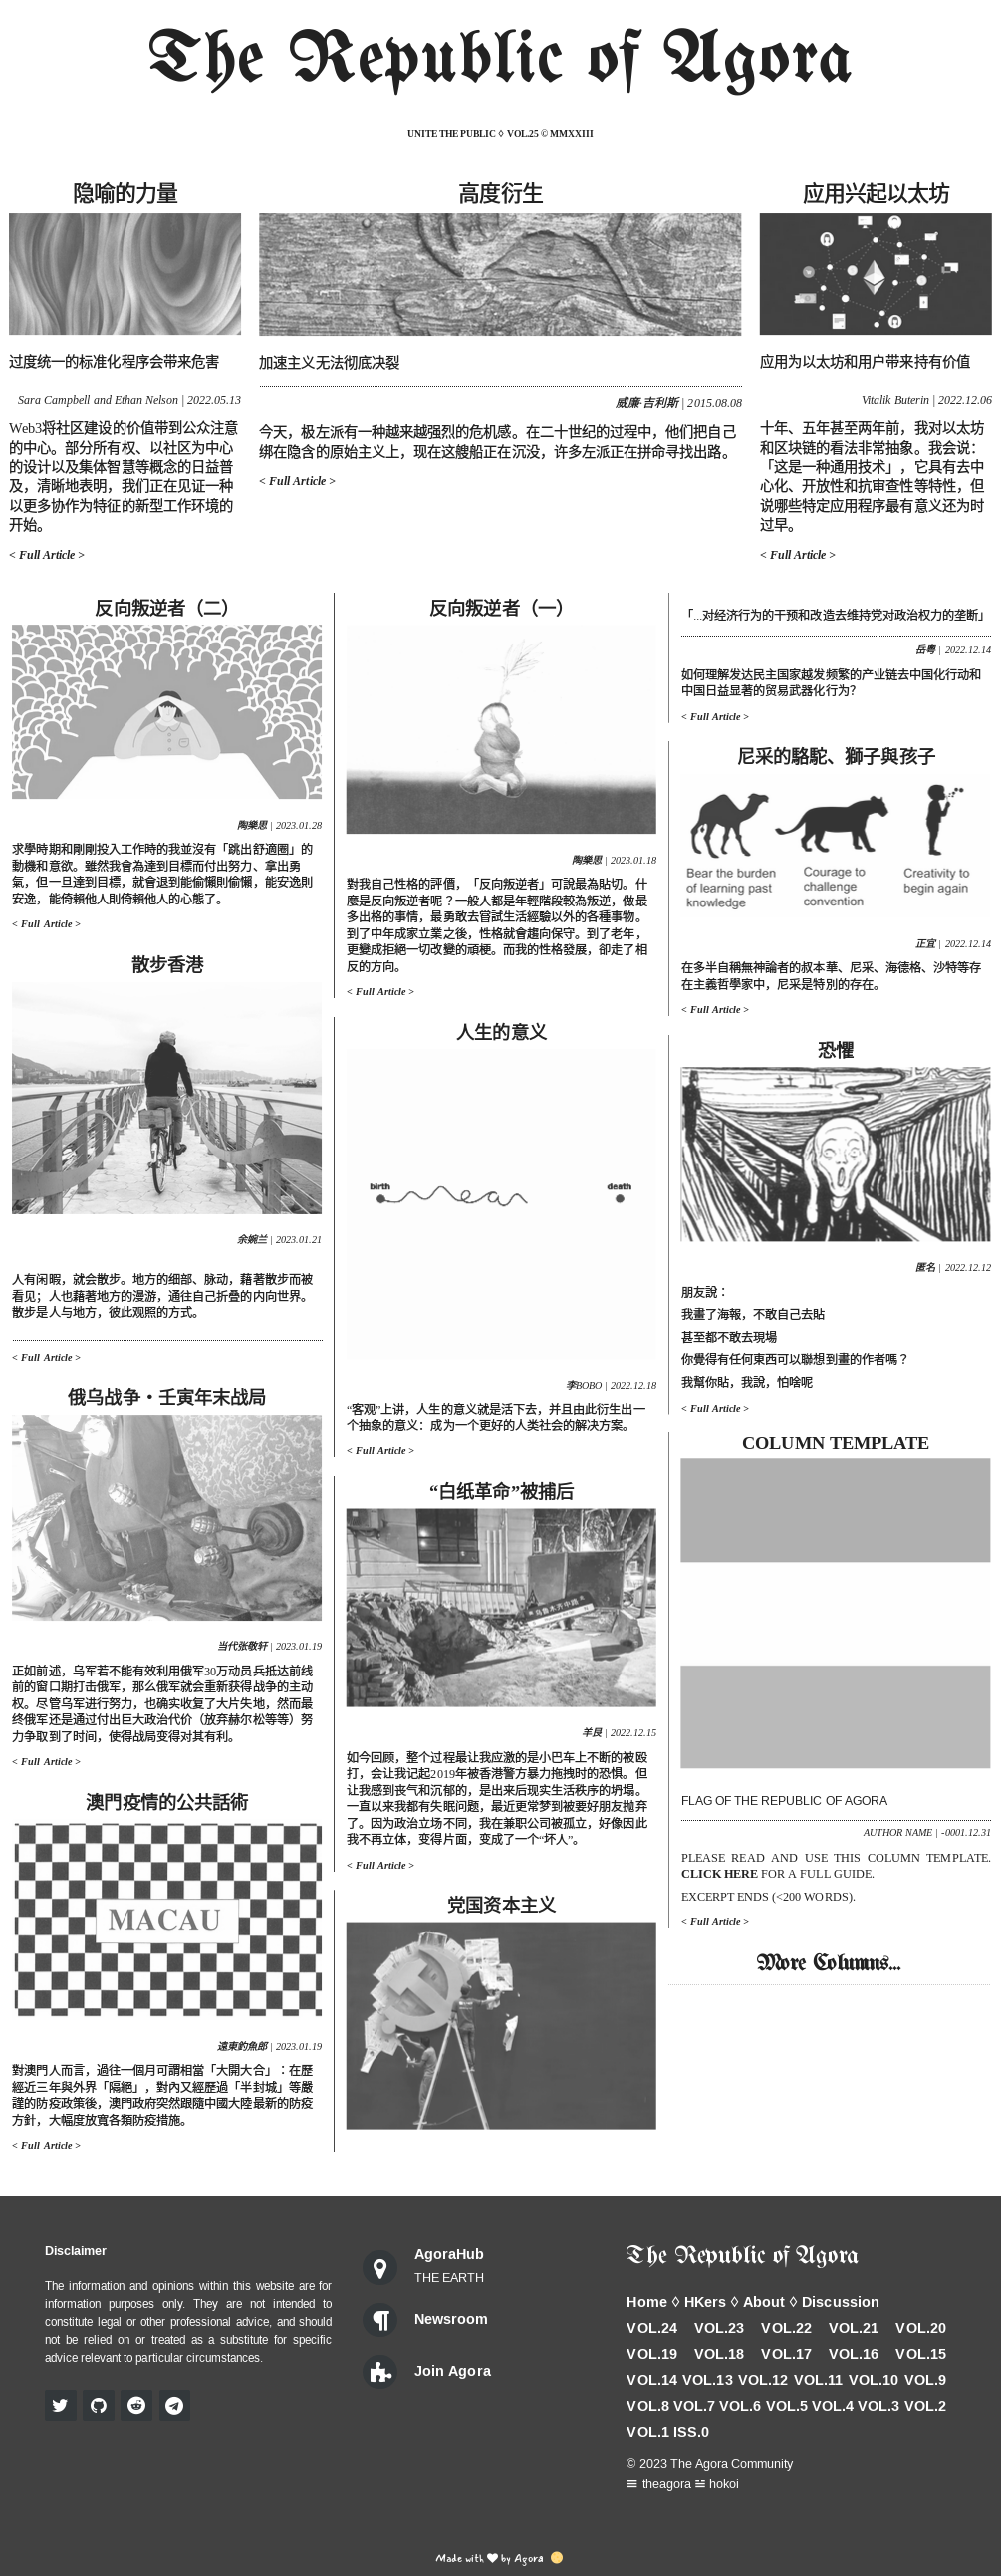 The Republic of Agora
UNITE THE PUBLIC ◊ VOL.25 © MMXXIII
隐喻的力量
过度统一的标准化程序会带来危害
Sara Campbell and Ethan Nelson | 2022.05.13
Web3将社区建设的价值带到公众注意
的中心。部分所有权、以社区为中心
的设计以及集体智慧等概念的日益普
及，清晰地表明，我们正在见证一种
以更多协作为特征的新型工作环境的
开始。
< Full Article >
高度衍生
加速主义无法彻底决裂
威廉·吉利斯 | 2015.08.08
今天，极左派有一种越来越强烈的危机感。在二十世纪的过程中，他们把自己
绑在隐含的原始主义上，现在这艘船正在沉没，许多左派正在拼命寻找出路。
< Full Article >
应用兴起以太坊
应用为以太坊和用户带来持有价值
Vitalik Buterin | 2022.12.06
十年、五年甚至两年前，我对以太坊
和区块链的看法非常抽象。我会说：
「这是一种通用技术」，它具有去中
心化、开放性和抗审查性等特性，但
说哪些特定应用程序最有意义还为时
过早。
< Full Article >
反向叛逆者（二）
陶樂思 | 2023.01.28
求學時期和剛剛投入工作時的我並沒有「跳出舒適圈」的
動機和意欲。雖然我會為達到目標而付出努力、拿出勇
氣，但一旦達到目標，就會退到能偷懶則偷懶，能安逸則
安逸，能倚賴他人則倚賴他人的心態了。
< Full Article >
散步香港
余婉兰 | 2023.01.21
人有闲暇，就会散步。地方的细部、脉动，藉著散步而被
看见；人也藉著地方的漫游，通往自己折叠的内向世界。
散步是人与地方，彼此观照的方式。
< Full Article >
俄乌战争・壬寅年末战局
当代张敬轩 | 2023.01.19
正如前述，乌军若不能有效利用俄军30万动员兵抵达前线
前的窗口期打击俄军，那么俄军就会重新获得战争的主动
权。尽管乌军进行努力，也确实收复了大片失地，然而最
终俄军还是通过付出巨大政治代价（放弃赫尔松等等）努
力争取到了时间，使得战局变得对其有利。
< Full Article >
澳門疫情的公共話術
MACAU
遠東釣魚郎 | 2023.01.19
對澳門人而言，過往一個月可謂相當「大開大合」：在歷
經近三年與外界「隔絕」，對內又經歷過「半封城」等嚴
謹的防疫政策後，澳門政府突然跟隨中國大陸最新的防疫
方針，大幅度放寬各類防疫措施。
< Full Article >
反向叛逆者（一）
陶樂思 | 2023.01.18
對我自己性格的評價，「反向叛逆者」可說最為貼切。什
麼是反向叛逆者呢？一般人都是年輕階段較為叛逆，做最
多出格的事情，最勇敢去嘗試生活經驗以外的各種事物。
到了中年成家立業之後，性格就會趨向保守。到了老年，
更變成拒絕一切改變的頑梗。而我的性格發展，卻走了相
反的方向。
< Full Article >
人生的意义
birth
mean
death
李BOBO | 2022.12.18
“客观”上讲，人生的意义就是活下去，并且由此衍生出一
个抽象的意义：成为一个更好的人类社会的解决方案。
< Full Article >
“白纸革命”被捕后
乌鲁木齐中路
羊艮 | 2022.12.15
如今回顾，整个过程最让我应激的是小巴车上不断的被殴
打，会让我记起2019年被香港警方暴力拖拽时的恐惧。但
让我感到丧气和沉郁的，是出来后现实生活秩序的坍塌。
一直以来我都有失眠问题，最近更常梦到被要好朋友抛弃
了。因为政治立场不同，我在兼职公司被孤立，好像因此
我不再立体，变得片面，变成了一个“坏人”。
< Full Article >
党国资本主义
「...对经济行为的干预和改造去维持党对政治权力的垄断」
岳粵 | 2022.12.14
如何理解发达民主国家越发频繁的产业链去中国化行动和
中国日益显著的贸易武器化行为？
< Full Article >
尼采的駱駝、獅子與孩子
Bear the burden
of learning past
knowledge
Courage to
challenge
convention
Creativity to
begin again
正宜 | 2022.12.14
在多半自稱無神論者的叔本華、尼采、海德格、沙特等存
在主義哲學家中，尼采是特別的存在。
< Full Article >
恐懼
匿名 | 2022.12.12
朋友說：
我畫了海報，不敢自己去貼
甚至都不敢去現場
你覺得有任何東西可以聯想到畫的作者嗎？
我幫你貼，我說，怕啥呢
< Full Article >
COLUMN TEMPLATE
FLAG OF THE REPUBLIC OF AGORA
AUTHOR NAME | -0001.12.31
PLEASE READ AND USE THIS COLUMN TEMPLATE.
CLICK HERE FOR A FULL GUIDE.
EXCERPT ENDS (<200 WORDS).
< Full Article >
More Columns...
Disclaimer
The information and opinions within this website are for
information purposes only. They are not intended to
constitute legal or other professional advice, and should
not be relied on or treated as a substitute for specific
advice relevant to particular circumstances.
AgoraHub
THE EARTH
Newsroom
Join Agora
The Republic of Agora
Home ◊ HKers ◊ About ◊ Discussion
VOL.24 VOL.23 VOL.22 VOL.21 VOL.20
VOL.19 VOL.18 VOL.17 VOL.16 VOL.15
VOL.14 VOL.13 VOL.12 VOL.11 VOL.10 VOL.9
VOL.8 VOL.7 VOL.6 VOL.5 VOL.4 VOL.3 VOL.2
VOL.1 ISS.0
© 2023 The Agora Community
𝌆 theagora 𝌡 hokoi
Made with ❤ by Agora